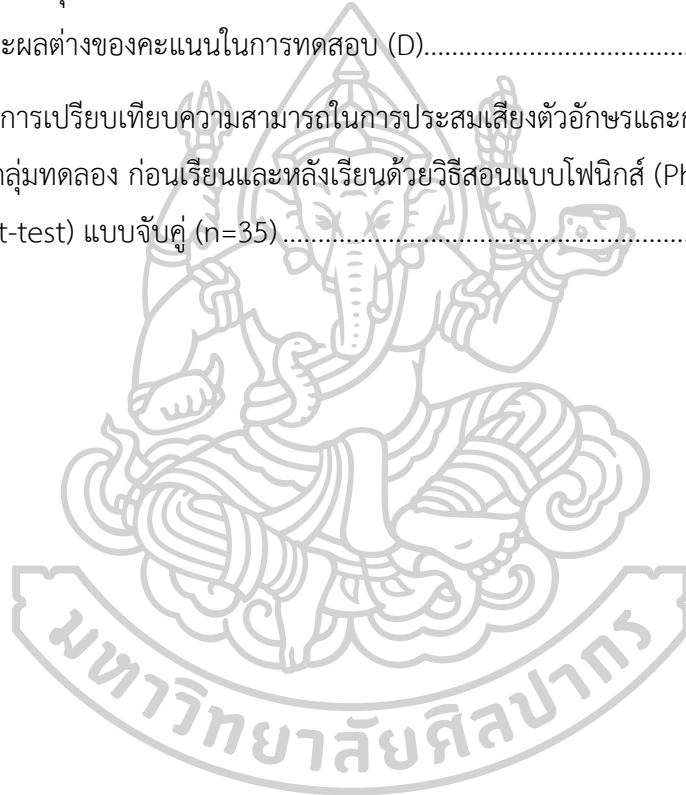 ะผลต่างของคะแนนในการทดสอบ (D)..........................................
การเปรียบเทียบความสามารถในการประสมเสียงตัวอักษรและ
ลุ่มทดลอง ก่อนเรียนและหลังเรียนด้วยวิธีสอนแบบโฟนิกส์ (Ph
t-test) แบบจับคู่ (n=35) ................................................................
มหาวิทยาลัยศิลปากร